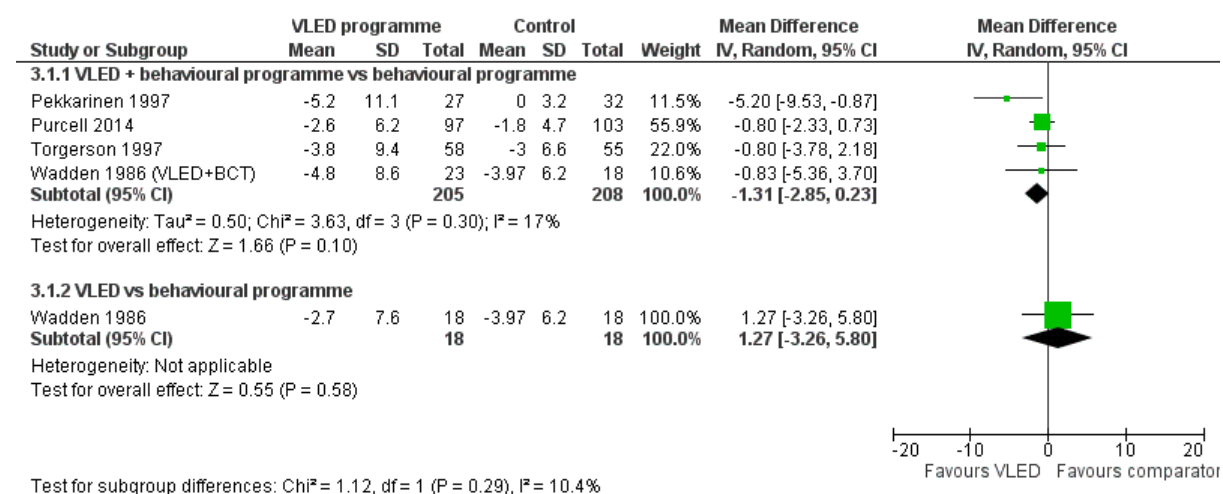 VLED programme Control Mean Difference Mean Difference
Study or Subgroup Mean SD Total Mean SD Total Weight IV, Random, 95% CI IV, Random, 95% CI
3.1.1 VLED + behavioural programme vs behavioural programme
Pekkarinen 1997 -5.2 11.1 27 0 3.2 32 11.5% -5.20 [-9.53, -0.87]
Purcell 2014 -2.6 6.2 97 -1.8 4.7 103 55.9% -0.80 [-2.33, 0.73]
Torgerson 1997 -3.8 9.4 58 -3 6.6 55 22.0% -0.80 [-3.78, 2.18]
Wadden 1986 (VLED+BCT) -4.8 8.6 23 -3.97 6.2 18 10.6% -0.83 [-5.36, 3.70]
Subtotal (95% CI) 205 208 100.0% -1.31 [-2.85, 0.23]
Heterogeneity: Tau² = 0.50; Chi² = 3.63, df = 3 (P = 0.30); I² = 17%
Test for overall effect: Z = 1.66 (P = 0.10)
3.1.2 VLED vs behavioural programme
Wadden 1986 -2.7 7.6 18 -3.97 6.2 18 100.0% 1.27 [-3.26, 5.80]
Subtotal (95% CI) 18 18 100.0% 1.27 [-3.26, 5.80]
Heterogeneity: Not applicable
Test for overall effect: Z = 0.55 (P = 0.58)
-20 -10 0 10 20
Favours VLED Favours comparator
Test for subgroup differences: Chi² = 1.12, df = 1 (P = 0.29), I² = 10.4%